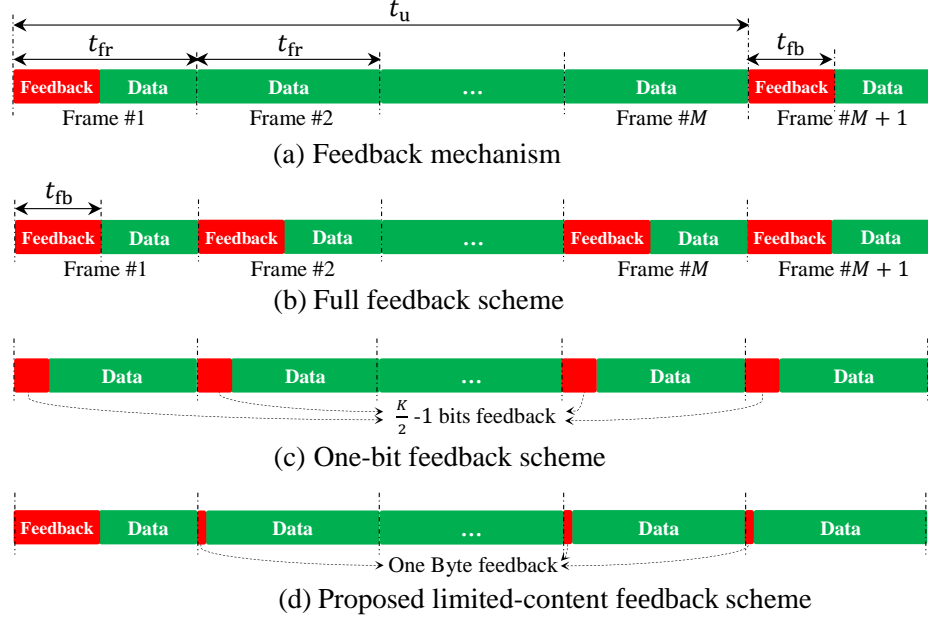 t_u
t_fr t_fr t_fb
Feedback Data Data ... Data Feedback Data
Frame #1 Frame #2 Frame #M Frame #M + 1
(a) Feedback mechanism
t_fb
Feedback Data Feedback Data ... Feedback Data Feedback Data
Frame #1 Frame #2 Frame #M Frame #M + 1
(b) Full feedback scheme
Data Data ... Data Data
K/2 -1 bits feedback
(c) One-bit feedback scheme
Feedback Data Data ... Data Data
One Byte feedback
(d) Proposed limited-content feedback scheme